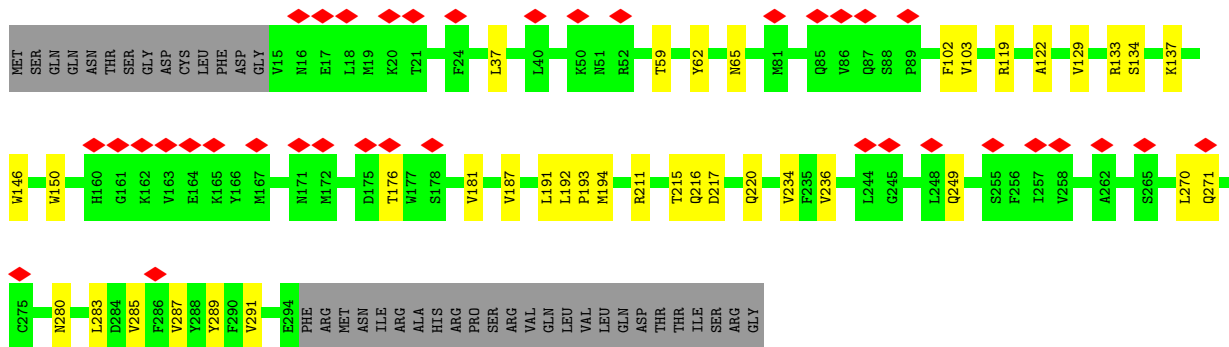 MET SER GLN GLN ASN THR SER GLY ASP CYS LEU PHE ASP GLY V15 N16 E17 L18 M19 K20 T21 F24 L37 L40 K50 N51 R52 T59 Y62 N65 M81 Q85 V86 Q87 S88 P89 F102 V103 R119 A122 V129 R133 S134 K137
W146 W150 H160 G161 K162 V163 E164 K165 Y166 M167 N171 M172 D175 T176 W177 S178 V181 V187 L191 L192 P193 M194 R211 T215 Q216 D217 Q220 V234 F235 V236 L244 G245 L248 Q249 S255 F256 I257 V258 A262 S265 L270 Q271
C275 N280 L283 D284 V285 F286 V287 Y288 Y289 F290 V291 E294 PHE ARG MET ASN ILE ARG ALA HIS ARG PRO SER ARG VAL GLN LEU VAL LEU GLN ASP THR THR ILE SER ARG GLY